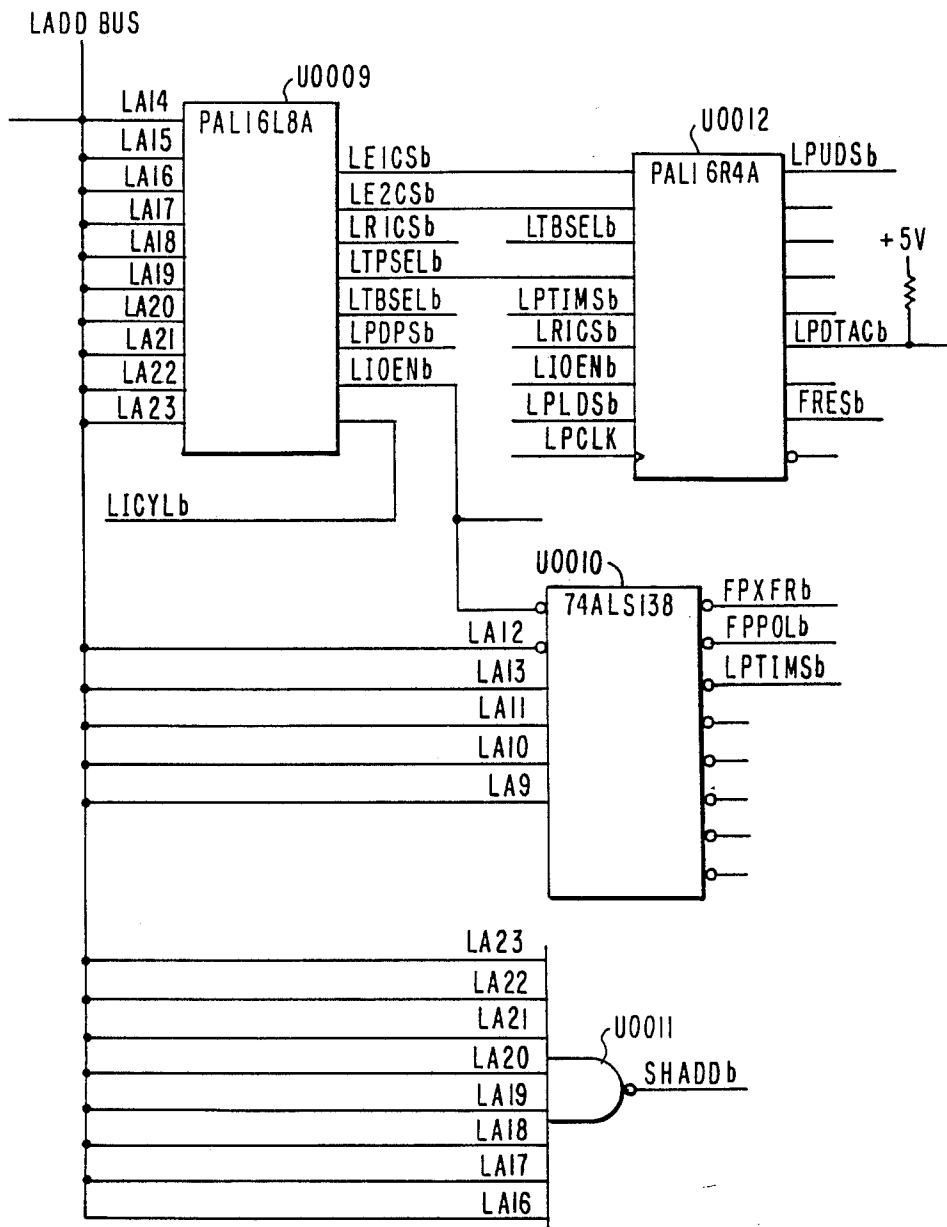 LADD BUS
U0009
PAL16L8A
LA14
LA15
LA16
LA17
LA18
LA19
LA20
LA21
LA22
LA23
LE1CSb
LE2CSb
LR1CSb
LTPSELb
LTBSELb
LPDPSb
LIOENb
LICYLb
U0012
PAL16R4A
LTBSELb
LPTIMSb
LRICSb
LIOENb
LPLDSb
LPCLK
LPUDSb
+5V
LPDTACb
FRESb
U0010
74ALS138
LA12
LA13
LA11
LA10
LA9
FPXFRb
FPPOLb
LPTIMSb
LA23
LA22
LA21
LA20
LA19
LA18
LA17
LA16
U0011
SHADDb